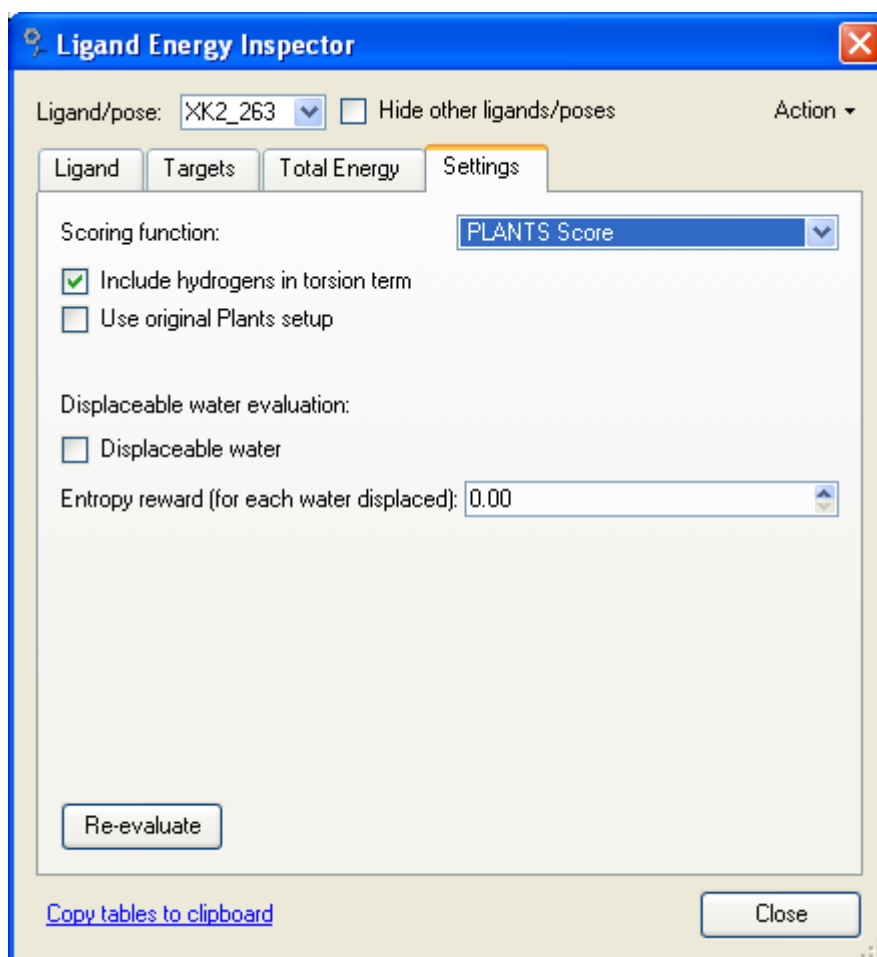 Ligand Energy Inspector
Ligand/pose: XK2_263 Hide other ligands/poses Action
Ligand Targets Total Energy Settings
Scoring function: PLANTS Score
Include hydrogens in torsion term
Use original Plants setup
Displaceable water evaluation:
Displaceable water
Entropy reward (for each water displaced): 0.00
Re-evaluate
Copy tables to clipboard Close